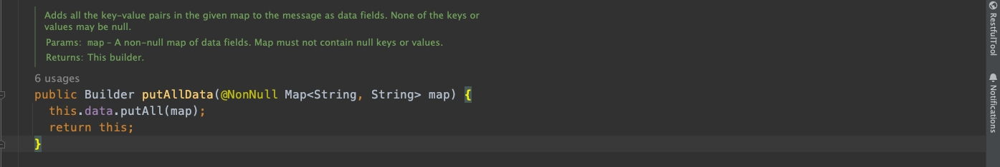 Adds all the key-value pairs in the given map to the message as data fields. None of the keys or
values may be null.
Params: map – A non-null map of data fields. Map must not contain null keys or values.
Returns: This builder.
6 usages
public Builder putAllData(@NonNull Map<String, String> map) {
this.data.putAll(map);
return this;
}
RestfulTool
Notifications